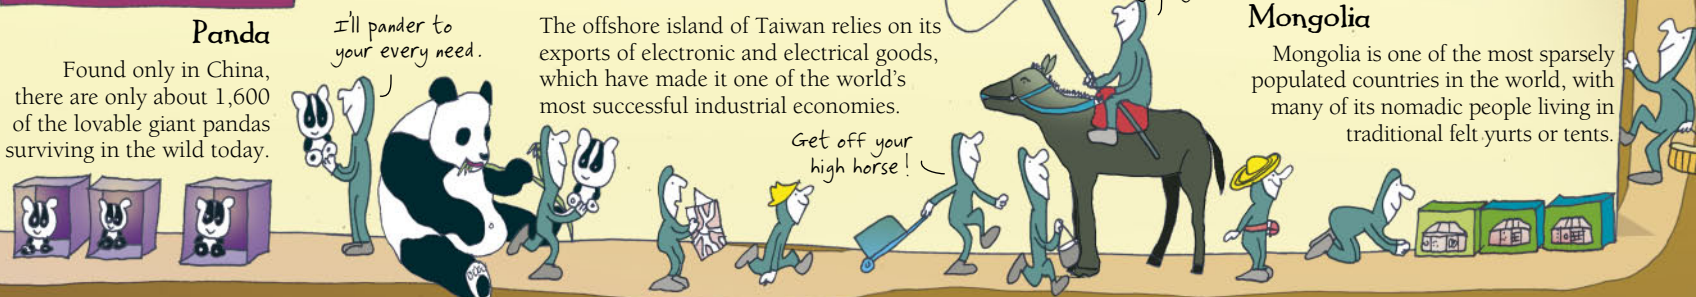 Panda
Found only in China,
there are only about 1,600
of the lovable giant pandas
surviving in the wild today.
I'll pander to
your every need.
The offshore island of Taiwan relies on its
exports of electronic and electrical goods,
which have made it one of the world's
most successful industrial economies.
Get off your
high horse!
Mongolia
Mongolia is one of the most sparsely
populated countries in the world, with
many of its nomadic people living in
traditional felt yurts or tents.